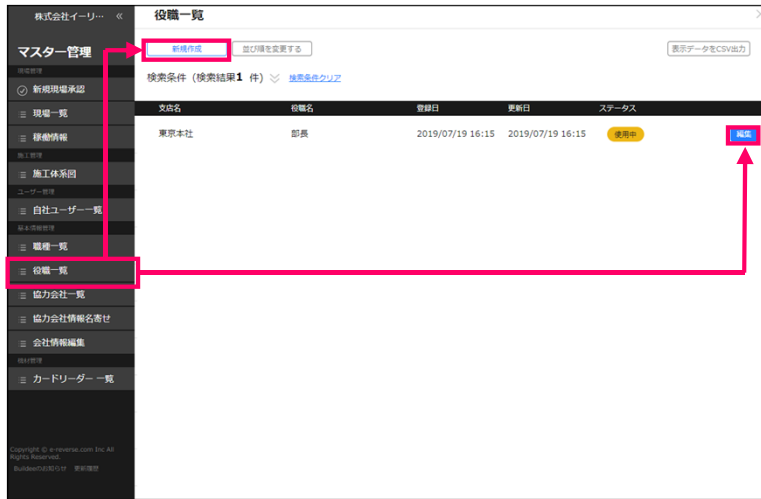 株式会社イーリ… «
マスター管理
現場管理
新規現場承認
現場一覧
稼働情報
施工管理
施工体系図
ユーザー管理
自社ユーザー一覧
基本情報管理
職種一覧
役職一覧
協力会社一覧
協力会社情報名寄せ
会社情報編集
機材管理
カードリーダー 一覧
Copyright © e-reverse.com Inc All
Rights Reserved.
Buildeeのお知らせ 更新履歴
役職一覧
新規作成 並び順を変更する 表示データをCSV出力
検索条件 (検索結果1 件) 検索条件クリア
支店名 役職名 登録日 更新日 ステータス
東京本社 部長 2019/07/19 16:15 2019/07/19 16:15 使用中 編集